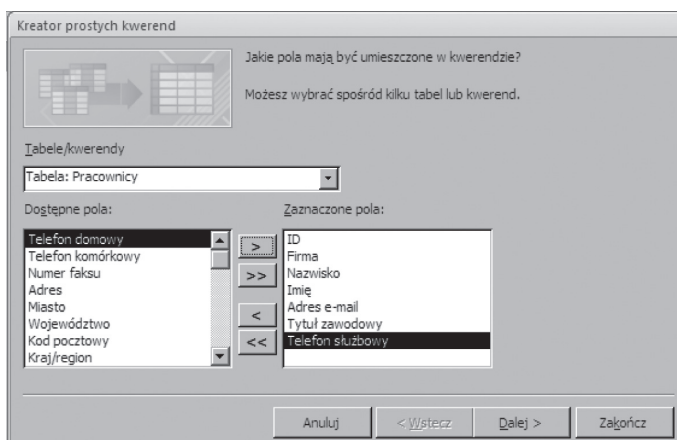 Kreator prostych kwerend
Jakie pola mają być umieszczone w kwerendzie?
Możesz wybrać spośród kilku tabel lub kwerend.
Tabele/kwerendy
Tabela: Pracownicy
Dostępne pola:
Telefon domowy
Telefon komórkowy
Numer faksu
Adres
Miasto
Województwo
Kod pocztowy
Kraj/region
>
>>
<
<<
Zaznaczone pola:
ID
Firma
Nazwisko
Imię
Adres e-mail
Tytuł zawodowy
Telefon służbowy
Anuluj
< Wstecz
Dalej >
Zakończ